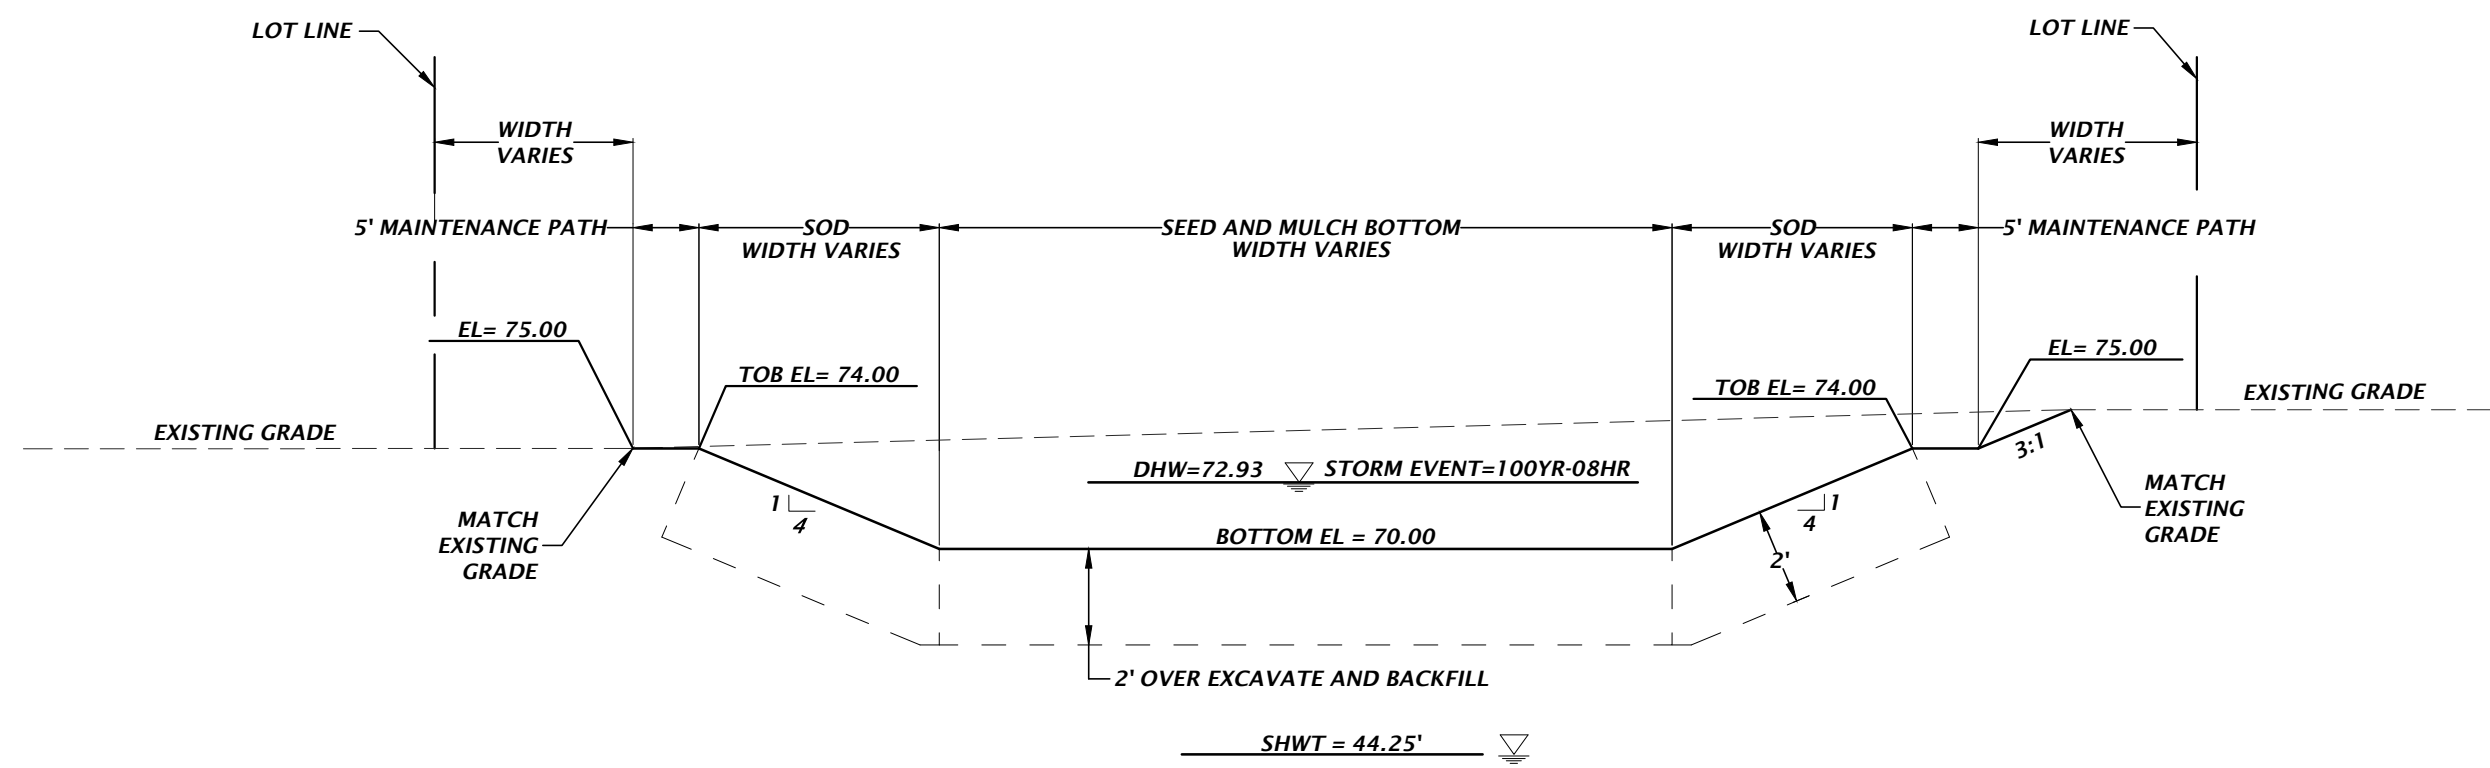 LOT LINE
LOT LINE
WIDTH
VARIES
WIDTH
VARIES
5' MAINTENANCE PATH
SOD
WIDTH VARIES
SEED AND MULCH BOTTOM
WIDTH VARIES
SOD
WIDTH VARIES
5' MAINTENANCE PATH
EL= 75.00
TOB EL= 74.00
EL= 75.00
TOB EL= 74.00
EXISTING GRADE
EXISTING GRADE
3:1
DHW=72.93 STORM EVENT=100YR-08HR
1
4
1
4
MATCH
EXISTING
GRADE
MATCH
EXISTING
GRADE
BOTTOM EL = 70.00
2'
2' OVER EXCAVATE AND BACKFILL
SHWT = 44.25'